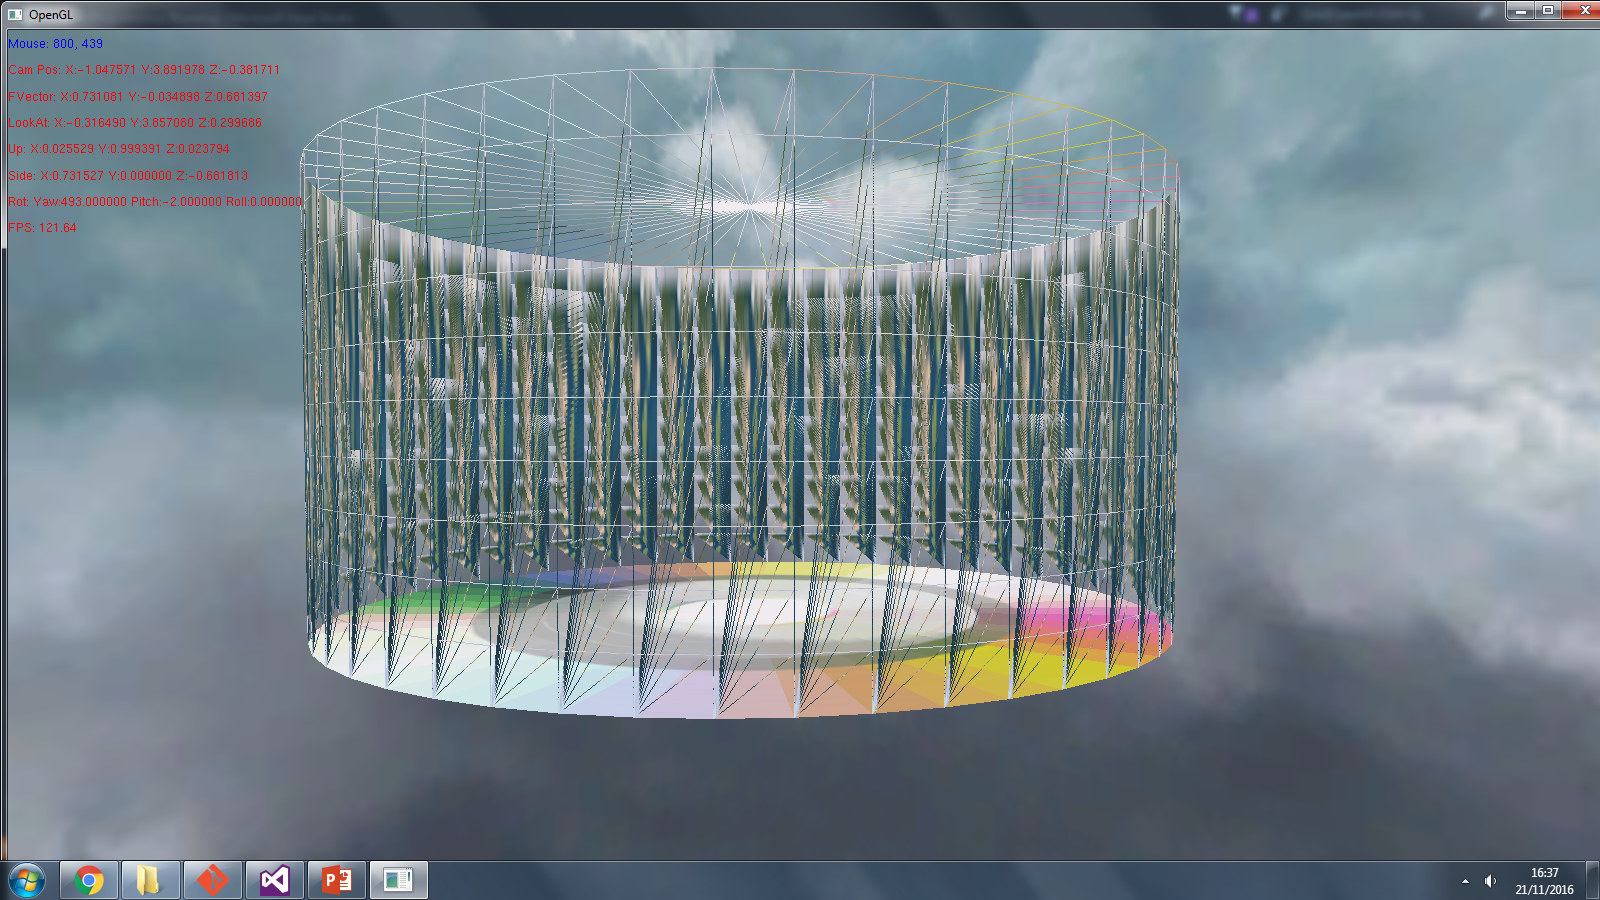 OpenGL
Mouse: 800, 439
Cam Pos: X:-1.047571 Y:3.891978 Z:-0.381711
FVector: X:0.731081 Y:-0.034898 Z:0.681397
LookAt: X:-0.316490 Y:3.857080 Z:0.299686
Up: X:0.025529 Y:0.999391 Z:0.023794
Side: X:0.731527 Y:0.000000 Z:-0.681813
Rot: Yaw:493.000000 Pitch:-2.000000 Roll:0.000000
FPS: 121.64
16:37
21/11/2016